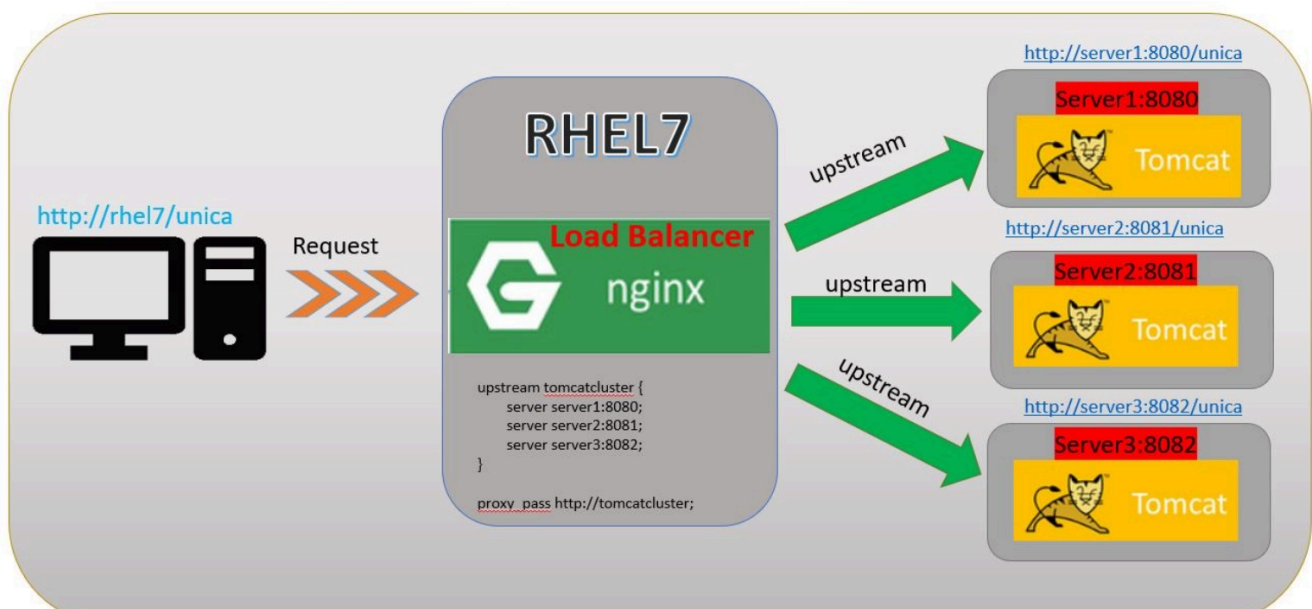 http://rhel7/unica
Request
RHEL7
Load Balancer
nginx
upstream tomcatcluster {
server server1:8080;
server server2:8081;
server server3:8082;
}
proxy_pass http://tomcatcluster;
upstream
upstream
upstream
http://server1:8080/unica
Server1:8080
Tomcat
http://server2:8081/unica
Server2:8081
Tomcat
http://server3:8082/unica
Server3:8082
Tomcat